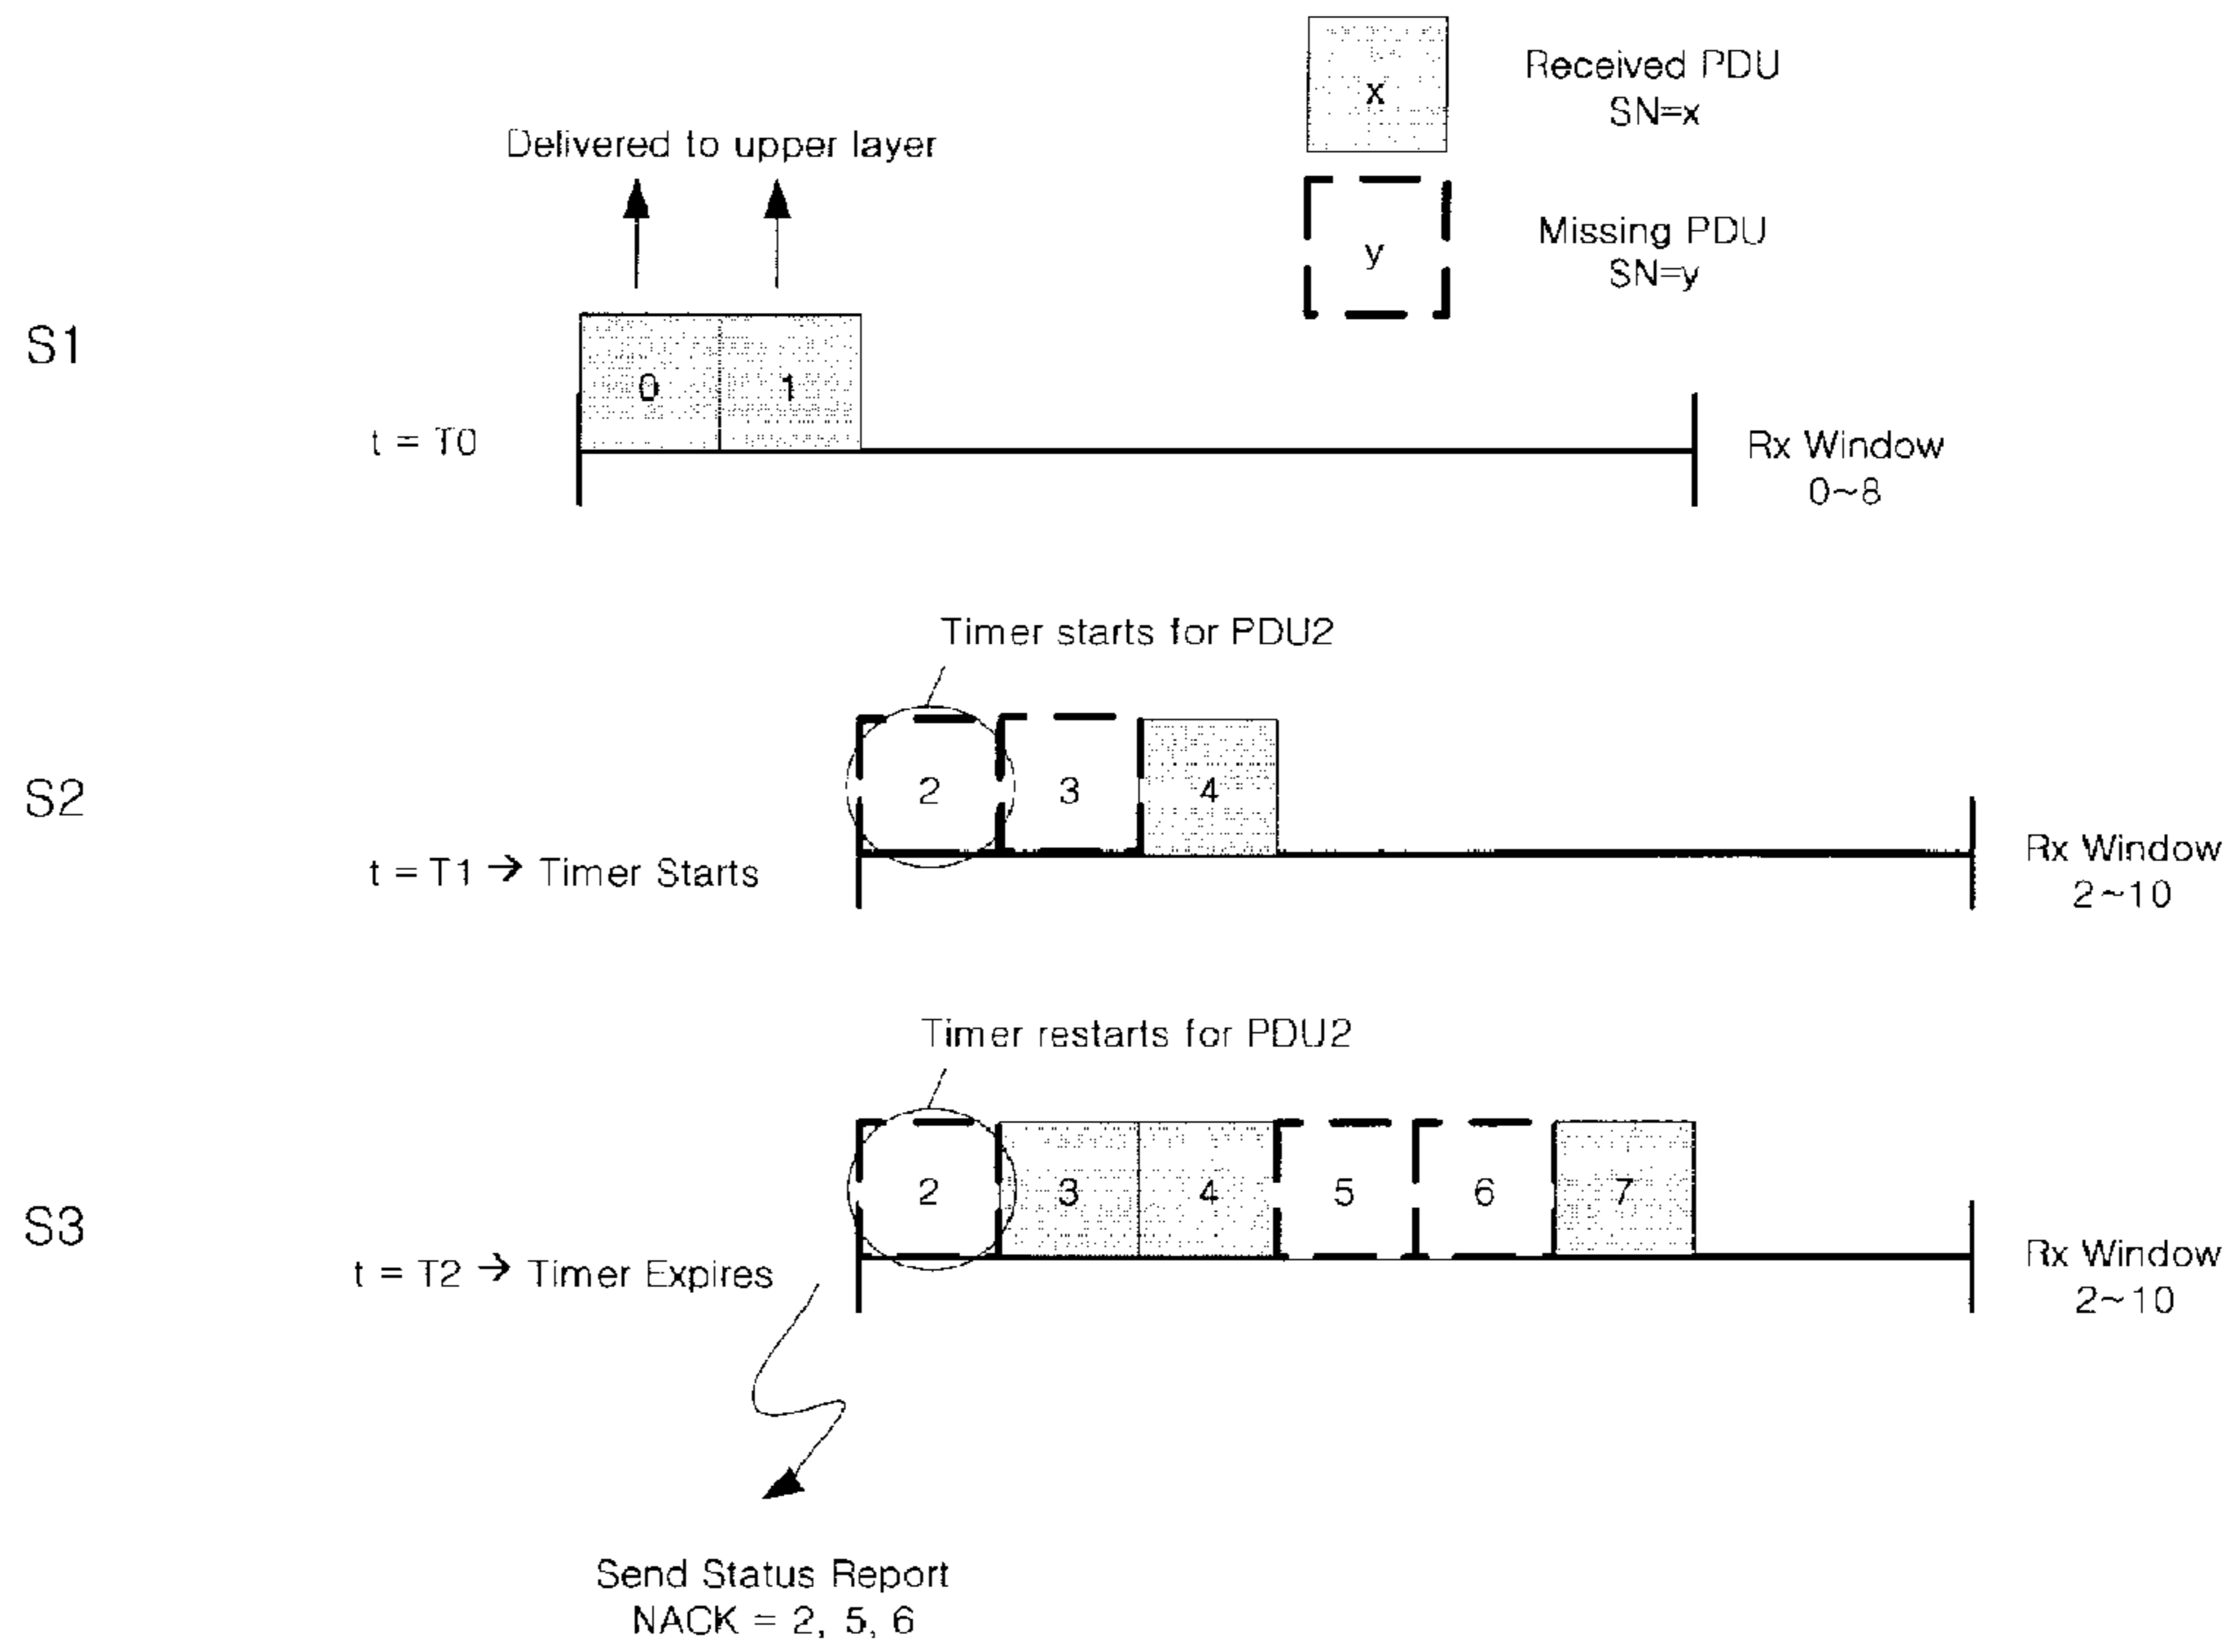 x
Received PDU
SN=x
y
Missing PDU
SN=y
Delivered to upper layer
S1
0 1
t = T0
Rx Window
0~8
Timer starts for PDU2
S2
2 3 4
t = T1 → Timer Starts
Rx Window
2~10
Timer restarts for PDU2
S3
2 3 4 5 6 7
t = T2 → Timer Expires
Rx Window
2~10
Send Status Report
NACK = 2, 5, 6